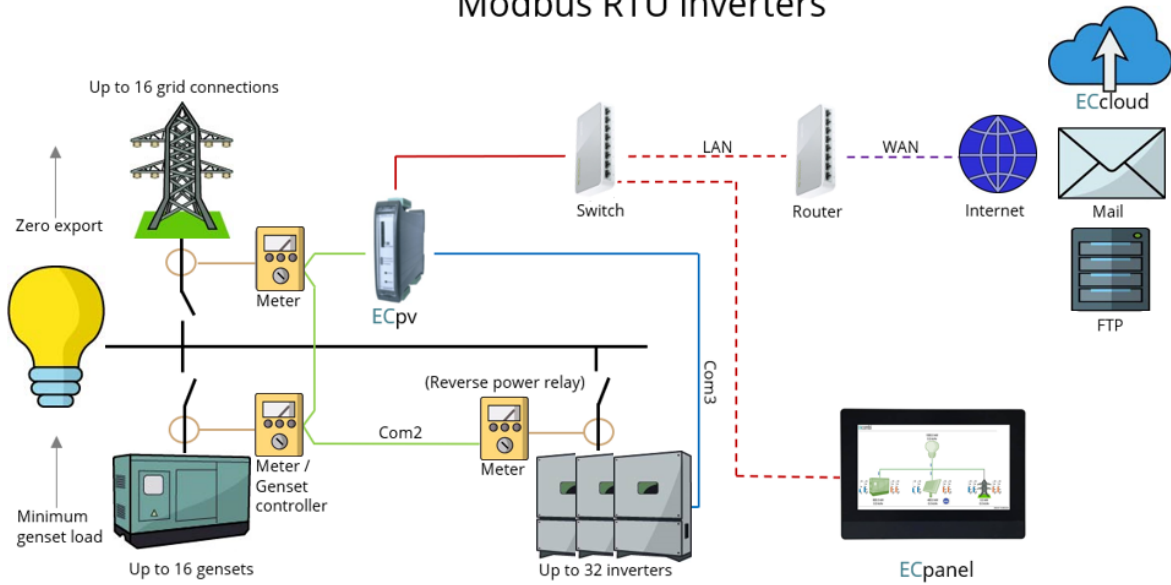 Modbus RTU Inverters
Up to 16 grid connections
Zero export
Meter
ECpv
Switch
LAN
Router
WAN
Internet
ECcloud
Mail
FTP
(Reverse power relay)
Com3
Com2
Meter /
Genset
controller
Meter
Minimum
genset load
Up to 16 gensets
Up to 32 inverters
ECpanel